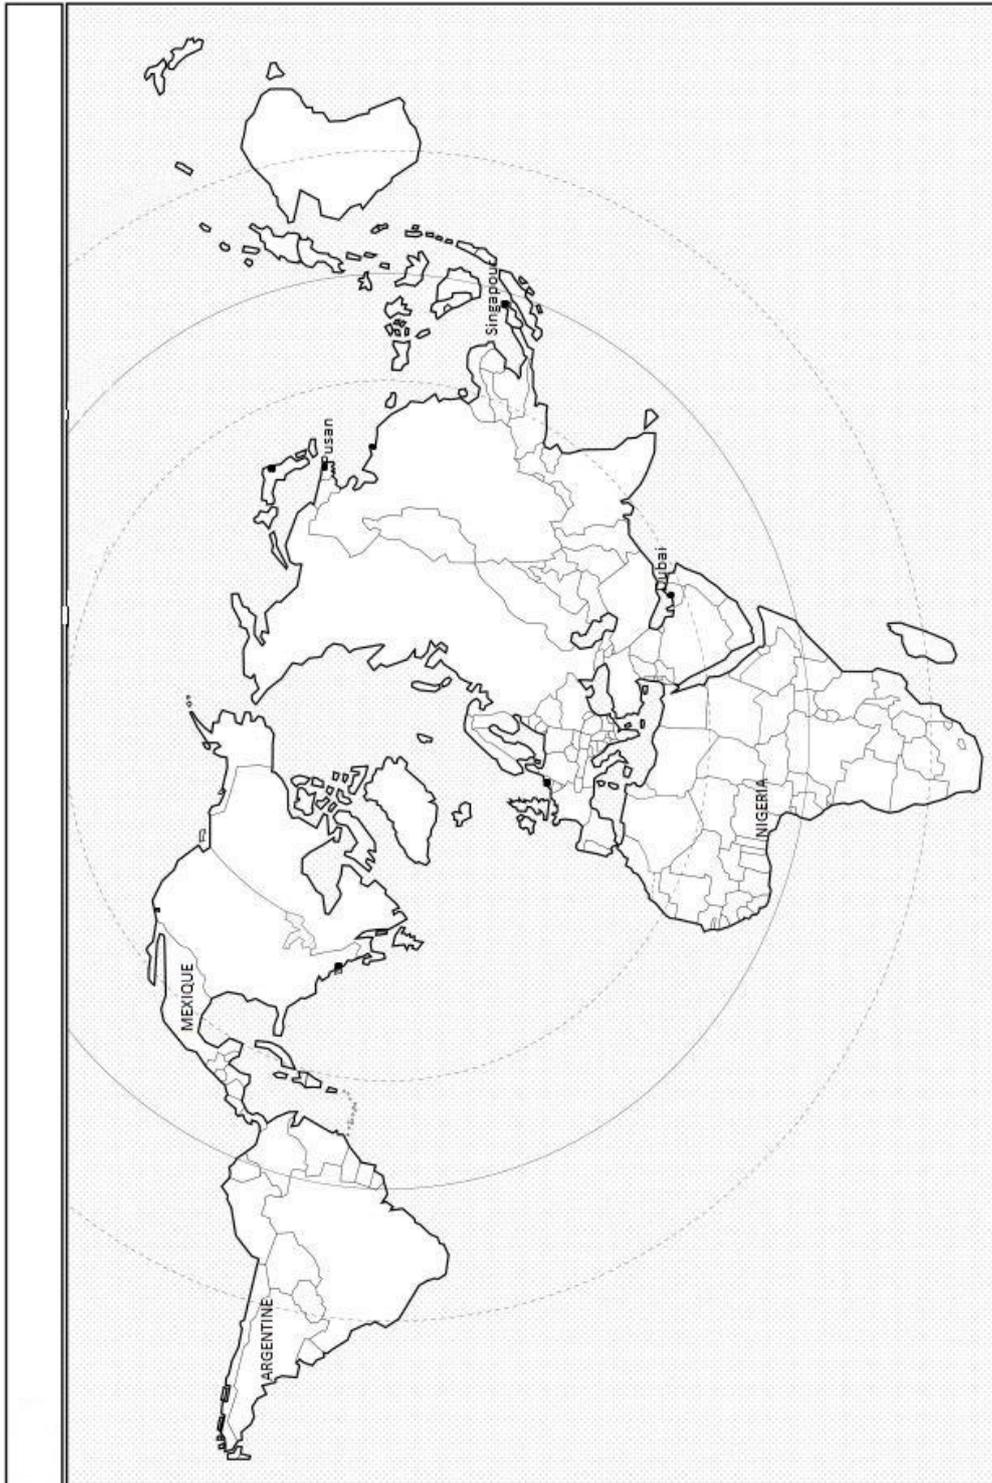 MEXIQUE
ARGENTINE
Pusan
Singapour
Dubai
NIGERIA